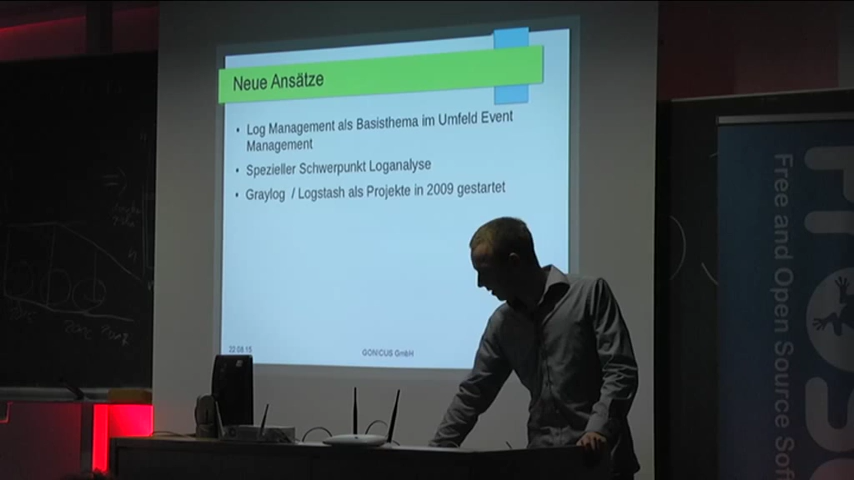 Neue Ansätze
• Log Management als Basisthema im Umfeld Event
Management
• Spezieller Schwerpunkt Loganalyse
• Graylog / Logstash als Projekte in 2009 gestartet
22.08.15
GONICUS GmbH
Free and Open Source Soft